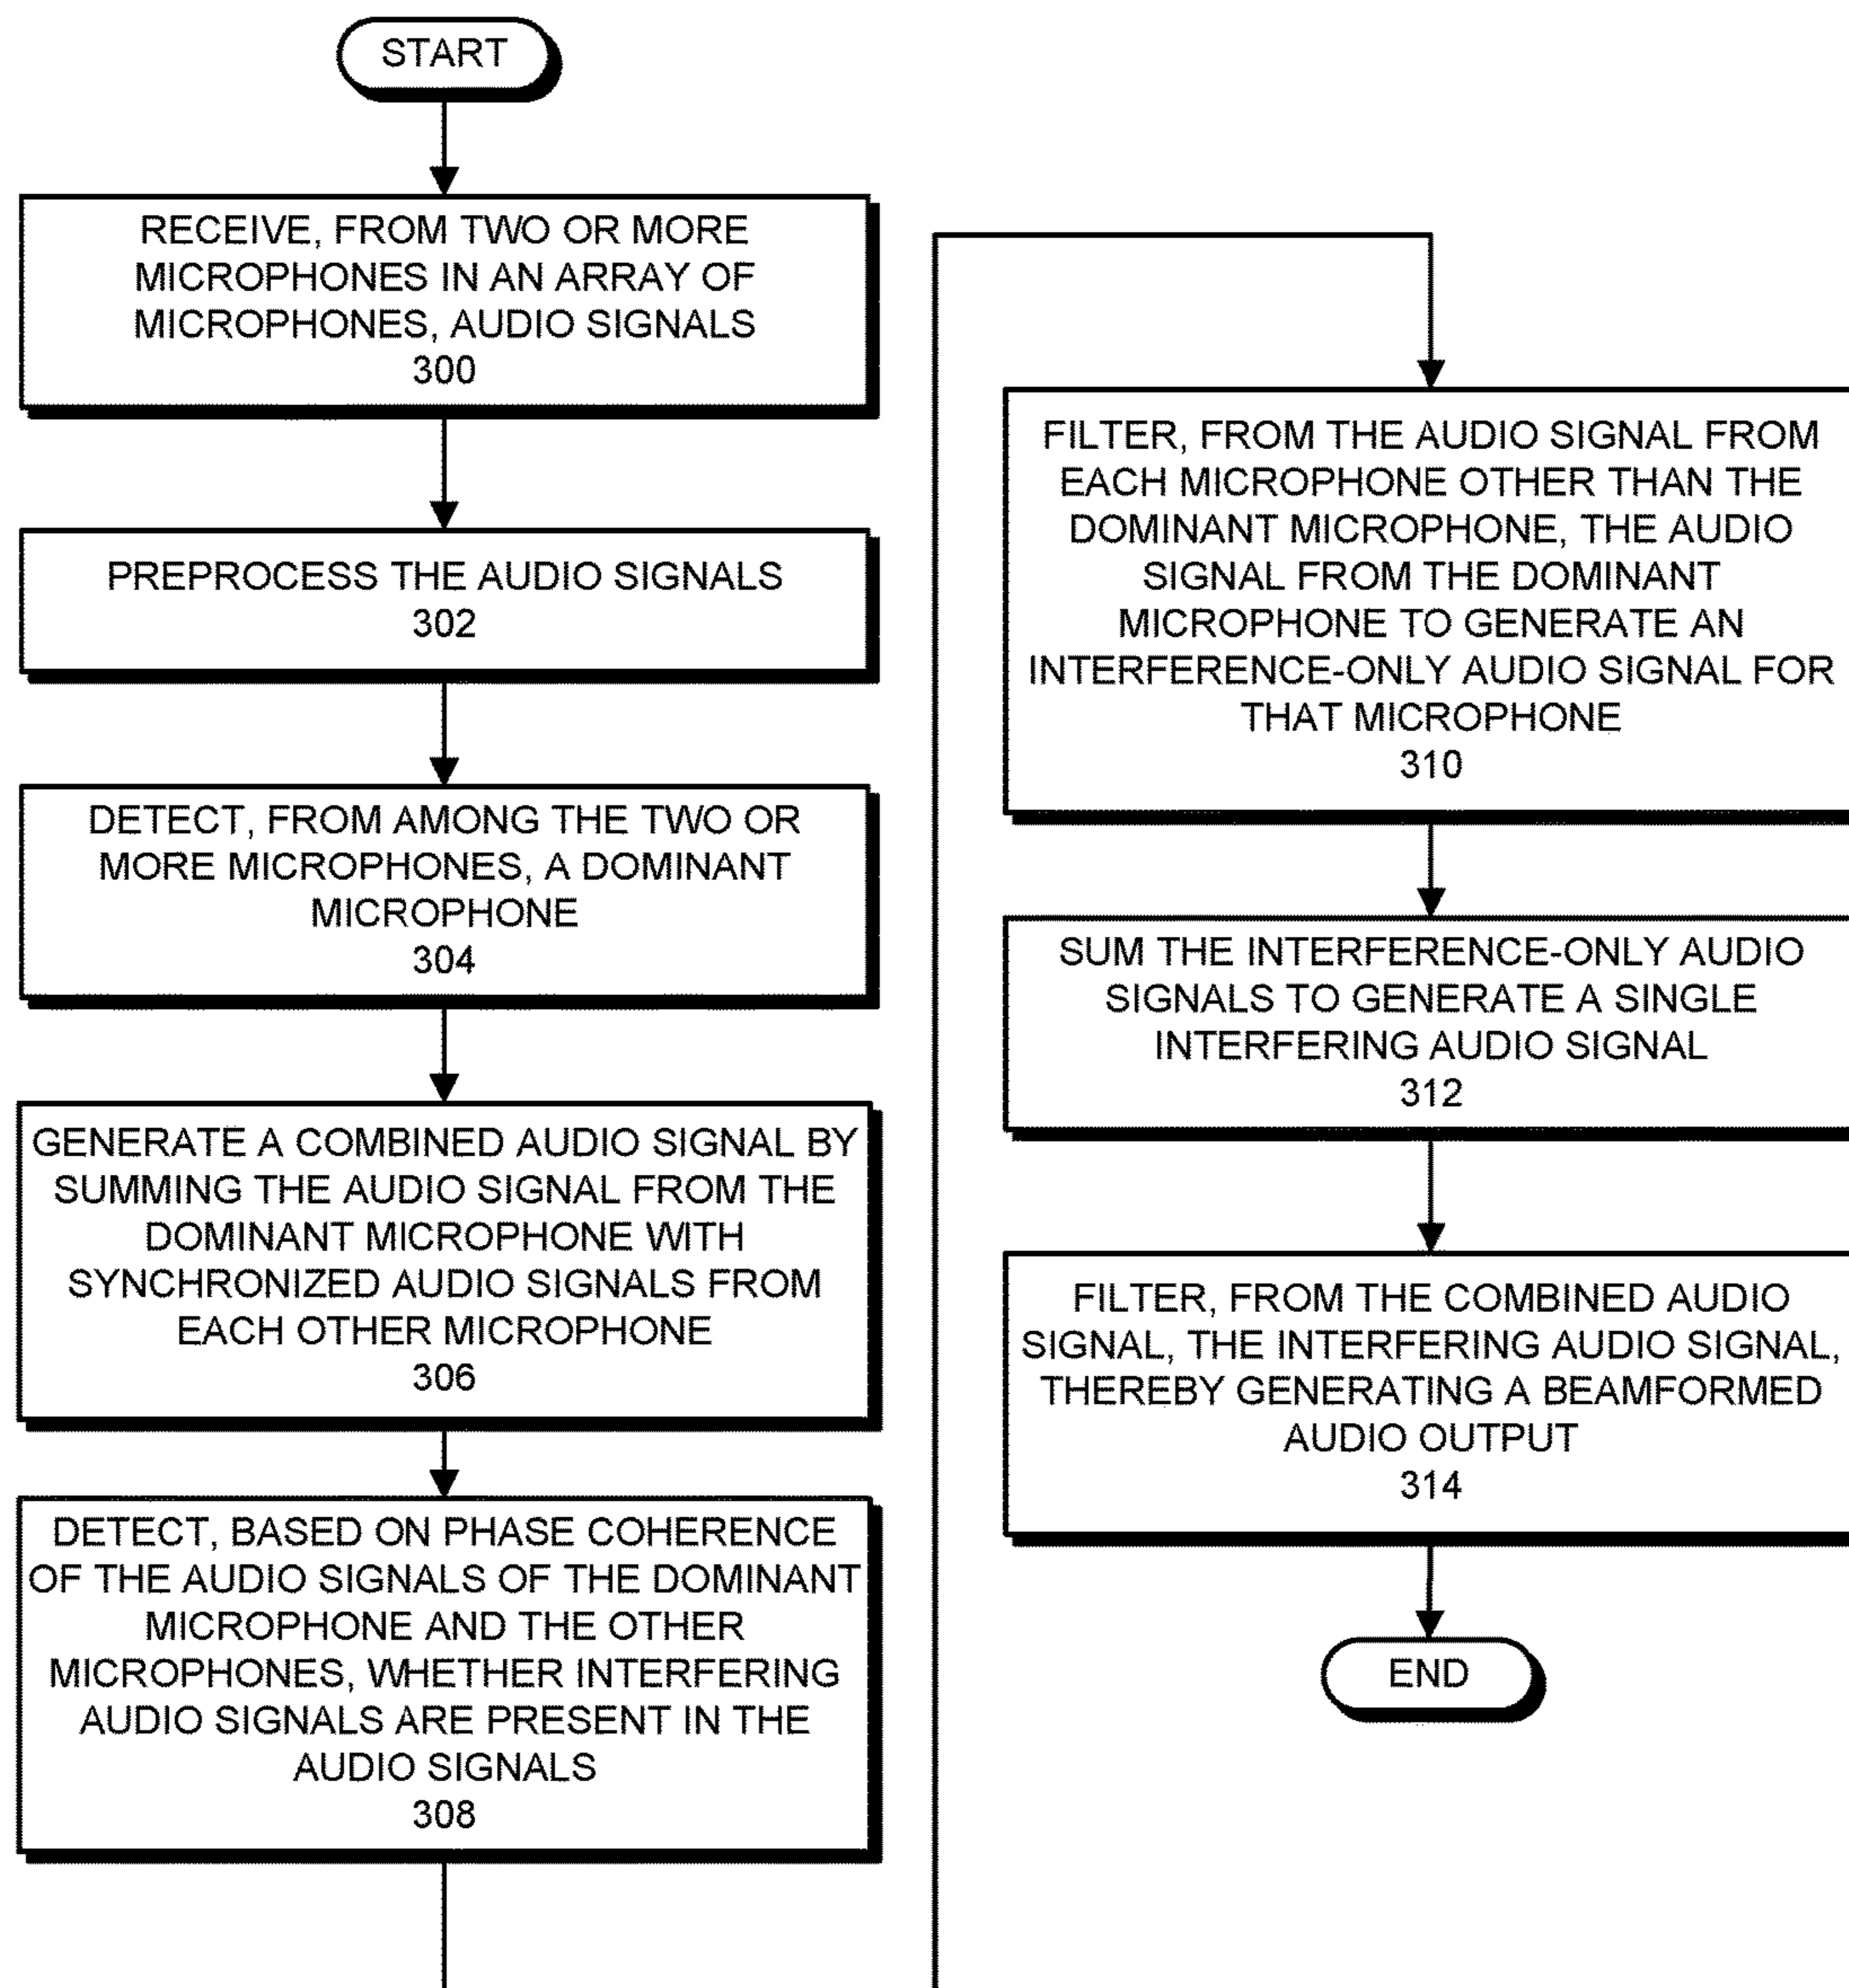 START
RECEIVE, FROM TWO OR MORE
MICROPHONES IN AN ARRAY OF
MICROPHONES, AUDIO SIGNALS
300
PREPROCESS THE AUDIO SIGNALS
302
DETECT, FROM AMONG THE TWO OR
MORE MICROPHONES, A DOMINANT
MICROPHONE
304
GENERATE A COMBINED AUDIO SIGNAL BY
SUMMING THE AUDIO SIGNAL FROM THE
DOMINANT MICROPHONE WITH
SYNCHRONIZED AUDIO SIGNALS FROM
EACH OTHER MICROPHONE
306
DETECT, BASED ON PHASE COHERENCE
OF THE AUDIO SIGNALS OF THE DOMINANT
MICROPHONE AND THE OTHER
MICROPHONES, WHETHER INTERFERING
AUDIO SIGNALS ARE PRESENT IN THE
AUDIO SIGNALS
308
FILTER, FROM THE AUDIO SIGNAL FROM
EACH MICROPHONE OTHER THAN THE
DOMINANT MICROPHONE, THE AUDIO
SIGNAL FROM THE DOMINANT
MICROPHONE TO GENERATE AN
INTERFERENCE-ONLY AUDIO SIGNAL FOR
THAT MICROPHONE
310
SUM THE INTERFERENCE-ONLY AUDIO
SIGNALS TO GENERATE A SINGLE
INTERFERING AUDIO SIGNAL
312
FILTER, FROM THE COMBINED AUDIO
SIGNAL, THE INTERFERING AUDIO SIGNAL,
THEREBY GENERATING A BEAMFORMED
AUDIO OUTPUT
314
END